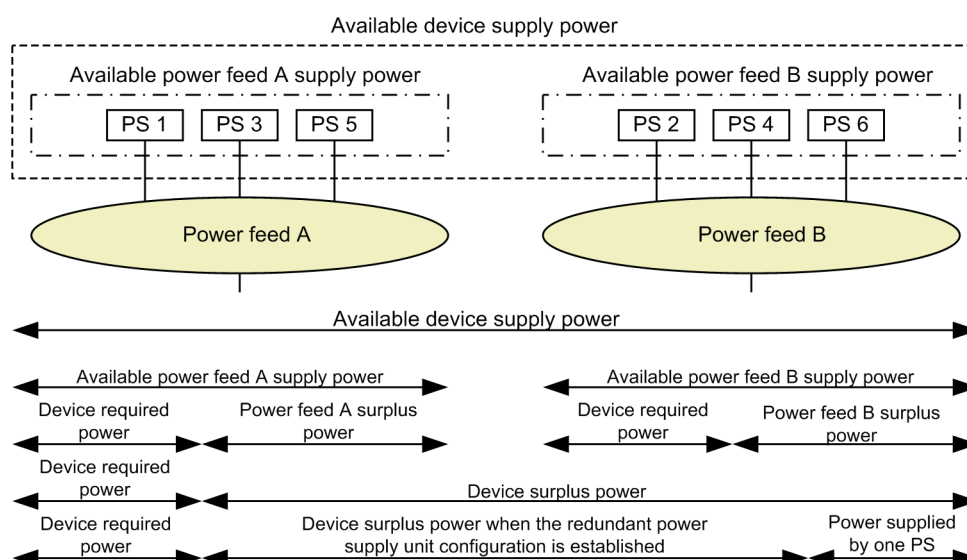 Available device supply power
Available power feed A supply power
Available power feed B supply power
PS 1
PS 3
PS 5
PS 2
PS 4
PS 6
Power feed A
Power feed B
Available device supply power
Available power feed A supply power
Available power feed B supply power
Device required
power
Power feed A surplus
power
Device required
power
Power feed B surplus
power
Device required
power
Device surplus power
Device required
power
Device surplus power when the redundant power
supply unit configuration is established
Power supplied
by one PS